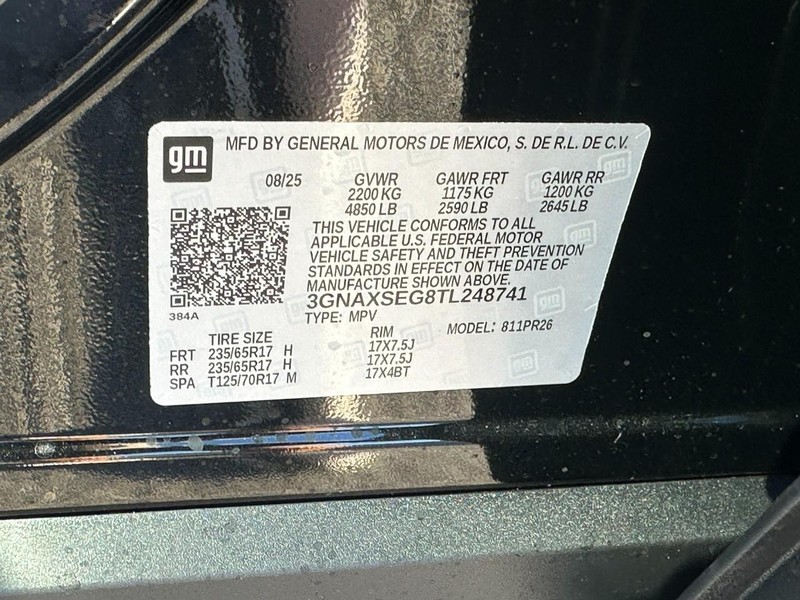 gm MFD BY GENERAL MOTORS DE MEXICO, S. DE R.L. DE C.V.
08/25 GVWR GAWR FRT GAWR RR
2200 KG 1175 KG 1200 KG
4850 LB 2590 LB 2645 LB
THIS VEHICLE CONFORMS TO ALL
APPLICABLE U.S. FEDERAL MOTOR
VEHICLE SAFETY AND THEFT PREVENTION
STANDARDS IN EFFECT ON THE DATE OF
MANUFACTURE SHOWN ABOVE.
3GNAXSEG8TL248741
384A
TYPE: MPV MODEL: 811PR26
TIRE SIZE RIM
FRT 235/65R17 H 17X7.5J
RR 235/65R17 H 17X7.5J
SPA T125/70R17 M 17X4BT